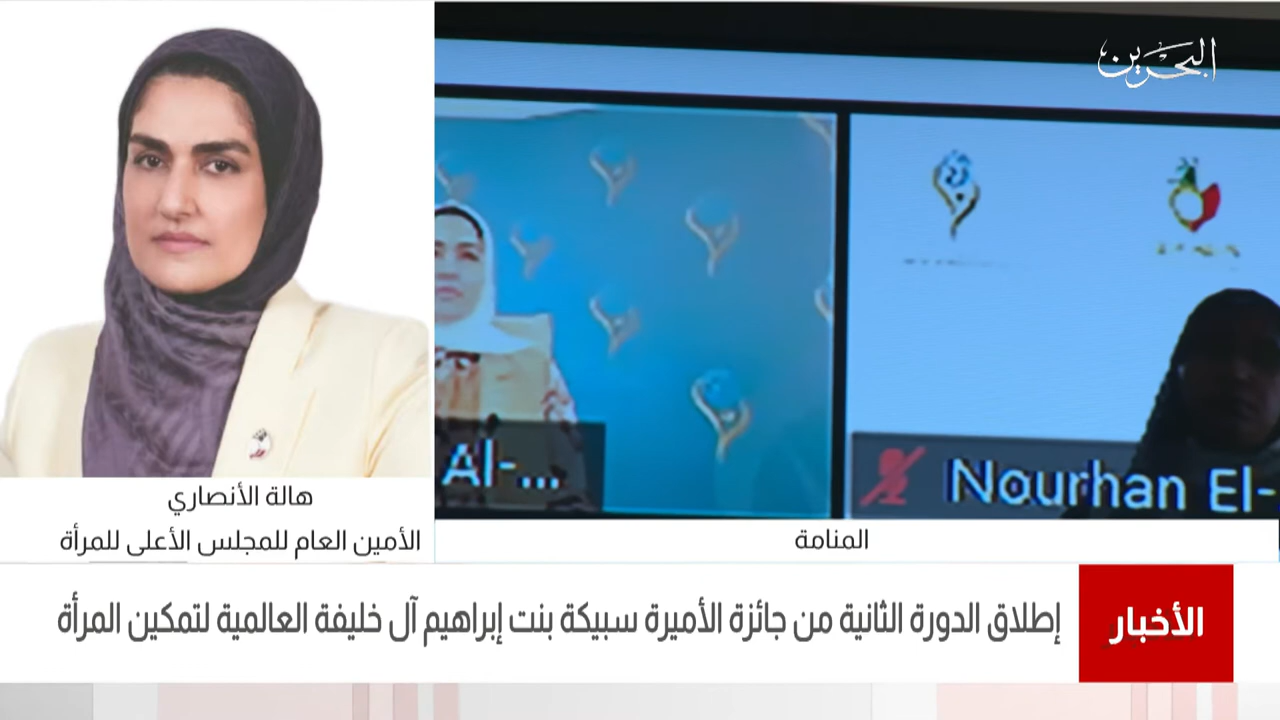 البحرين
Al-...
Nourhan El-
هالة الأنصاري
الأمين العام للمجلس الأعلى للمرأة
المنامة
الأخبار
إطلاق الدورة الثانية من جائزة الأميرة سبيكة بنت إبراهيم آل خليفة العالمية لتمكين المرأة